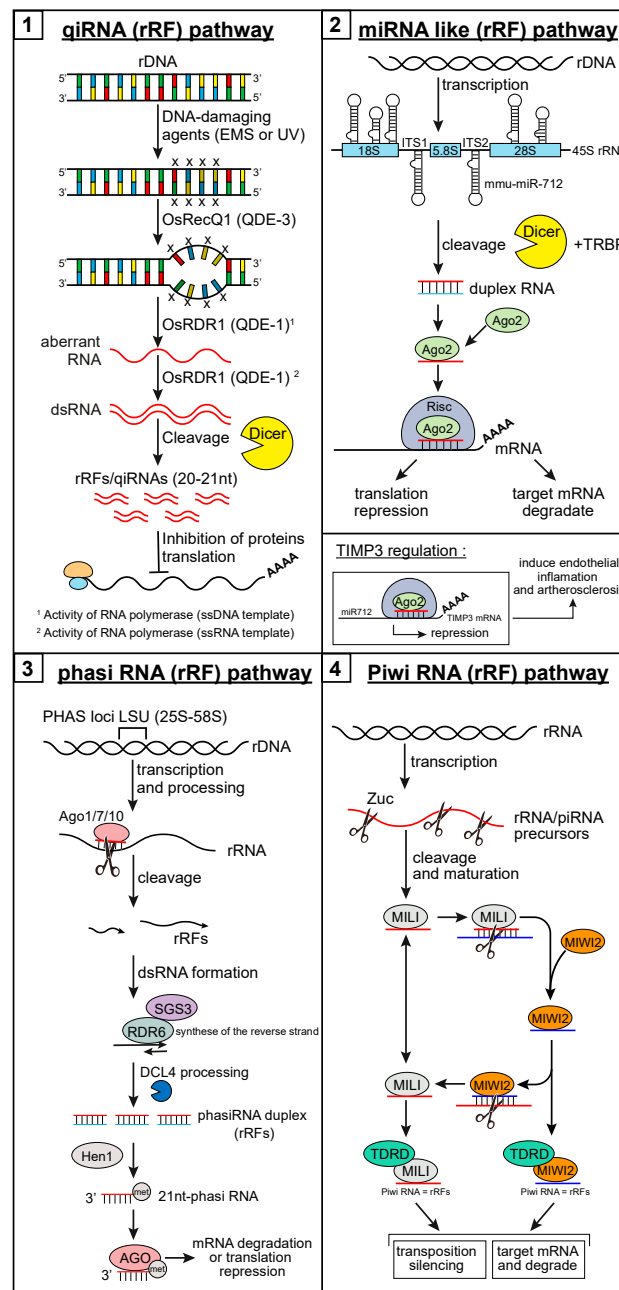 1
qiRNA (rRF) pathway
rDNA
5' 3'
3' 5'
DNA-damaging
agents (EMS or UV)
x x x x
5' 3'
3' 5'
x x x x
OsRecQ1 (QDE-3)
x x x x
5' 3'
3' 5'
x x x x
OsRDR1 (QDE-1)¹
aberrant
RNA
OsRDR1 (QDE-1) ²
dsRNA
Cleavage
Dicer
rRFs/qiRNAs (20-21nt)
Inhibition of proteins
translation
AAAA
¹ Activity of RNA polymerase (ssDNA template)
² Activity of RNA polymerase (ssRNA template)
2
miRNA like (rRF) pathway
rDNA
transcription
18S
ITS1
5.8S
ITS2
28S
45S rRN
mmu-miR-712
cleavage
Dicer
+TRBP
duplex RNA
Ago2
Ago2
Risc
Ago2
AAAA
mRNA
translation
repression
target mRNA
degradate
TIMP3 regulation :
miR712
Ago2
AAAA
TIMP3 mRNA
repression
induce endothelial
inflamation
and artherosclerosis
3
phasi RNA (rRF) pathway
PHAS loci LSU (25S-58S)
rDNA
transcription
and processing
Ago1/7/10
rRNA
cleavage
rRFs
dsRNA formation
SGS3
RDR6
synthese of the reverse strand
DCL4 processing
phasiRNA duplex
(rRFs)
Hen1
3'
met
21nt-phasi RNA
AGO
met
3'
mRNA degradation
or translation
repression
4
Piwi RNA (rRF) pathway
rRNA
transcription
Zuc
rRNA/piRNA
precursors
cleavage
and maturation
MILI
MILI
MIWI2
MIWI2
MILI
MIWI2
TDRD
MILI
Piwi RNA = rRFs
TDRD
MIWI2
Piwi RNA = rRFs
transposition
silencing
target mRNA
and degrade